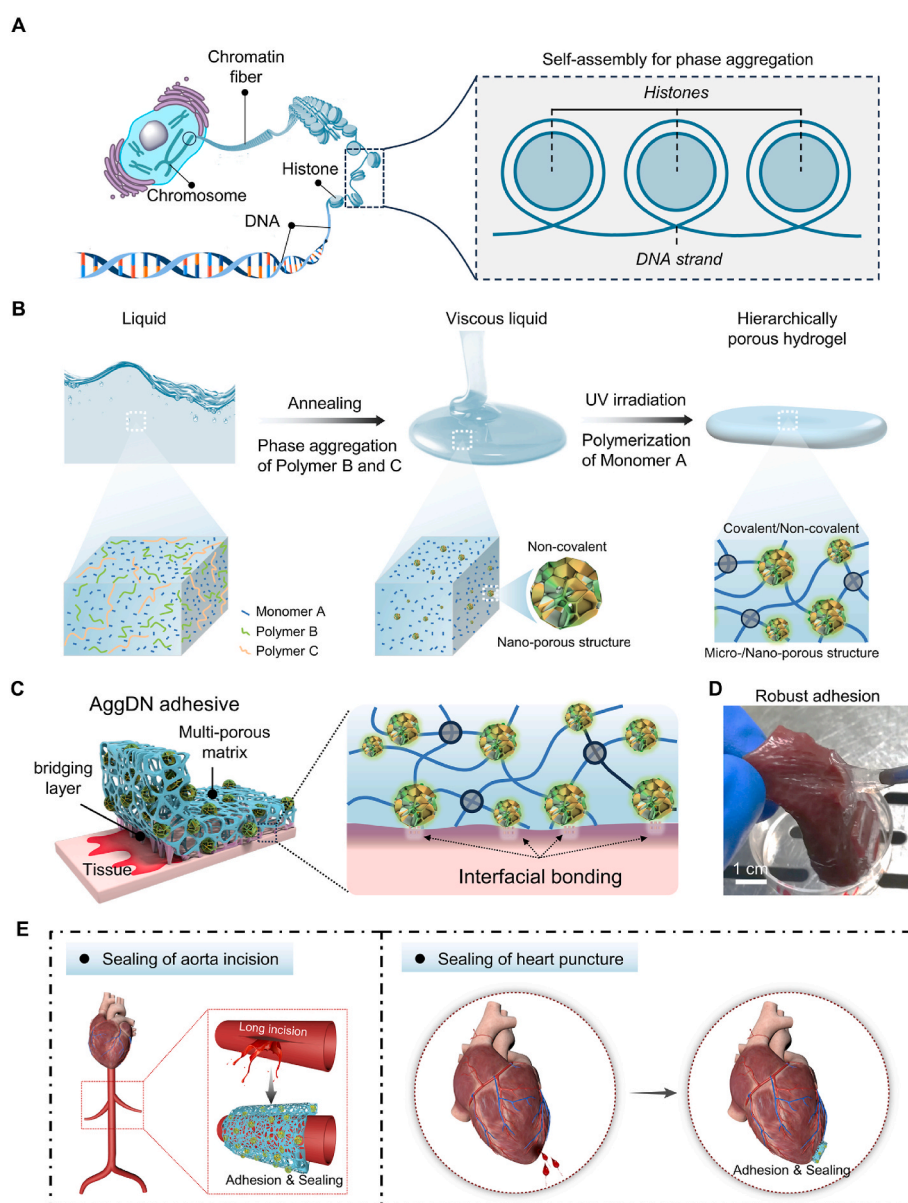 A
Chromatin
fiber
Chromosome
Histone
DNA
Self-assembly for phase aggregation
Histones
DNA strand
B
Liquid
Annealing
Phase aggregation
of Polymer B and C
Viscous liquid
UV irradiation
Polymerization
of Monomer A
Hierarchically
porous hydrogel
Monomer A
Polymer B
Polymer C
Non-covalent
Nano-porous structure
Covalent/Non-covalent
Micro-/Nano-porous structure
C
AggDN adhesive
Multi-porous
matrix
bridging
layer
Tissue
Interfacial bonding
D
Robust adhesion
1 cm
E
Sealing of aorta incision
Long incision
Adhesion & Sealing
Sealing of heart puncture
Adhesion & Sealing